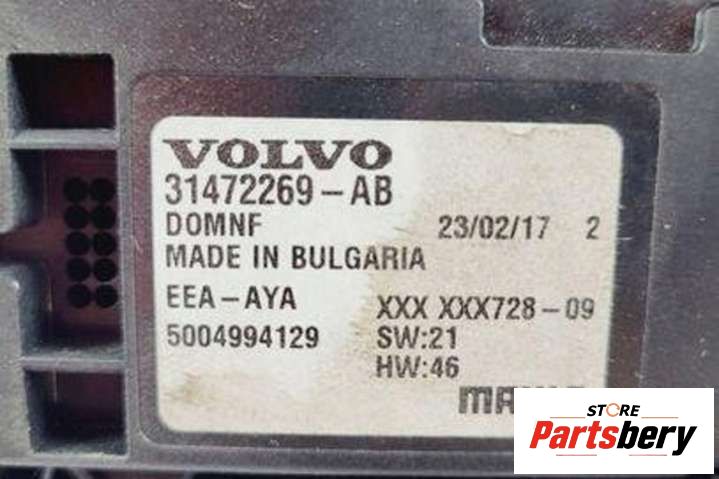 VOLVO
31472269-AB
DOMNF 23/02/17 2
MADE IN BULGARIA
EEA-AYA XXX XXX728-09
5004994129 SW:21
HW:46
STORE
Partsbery